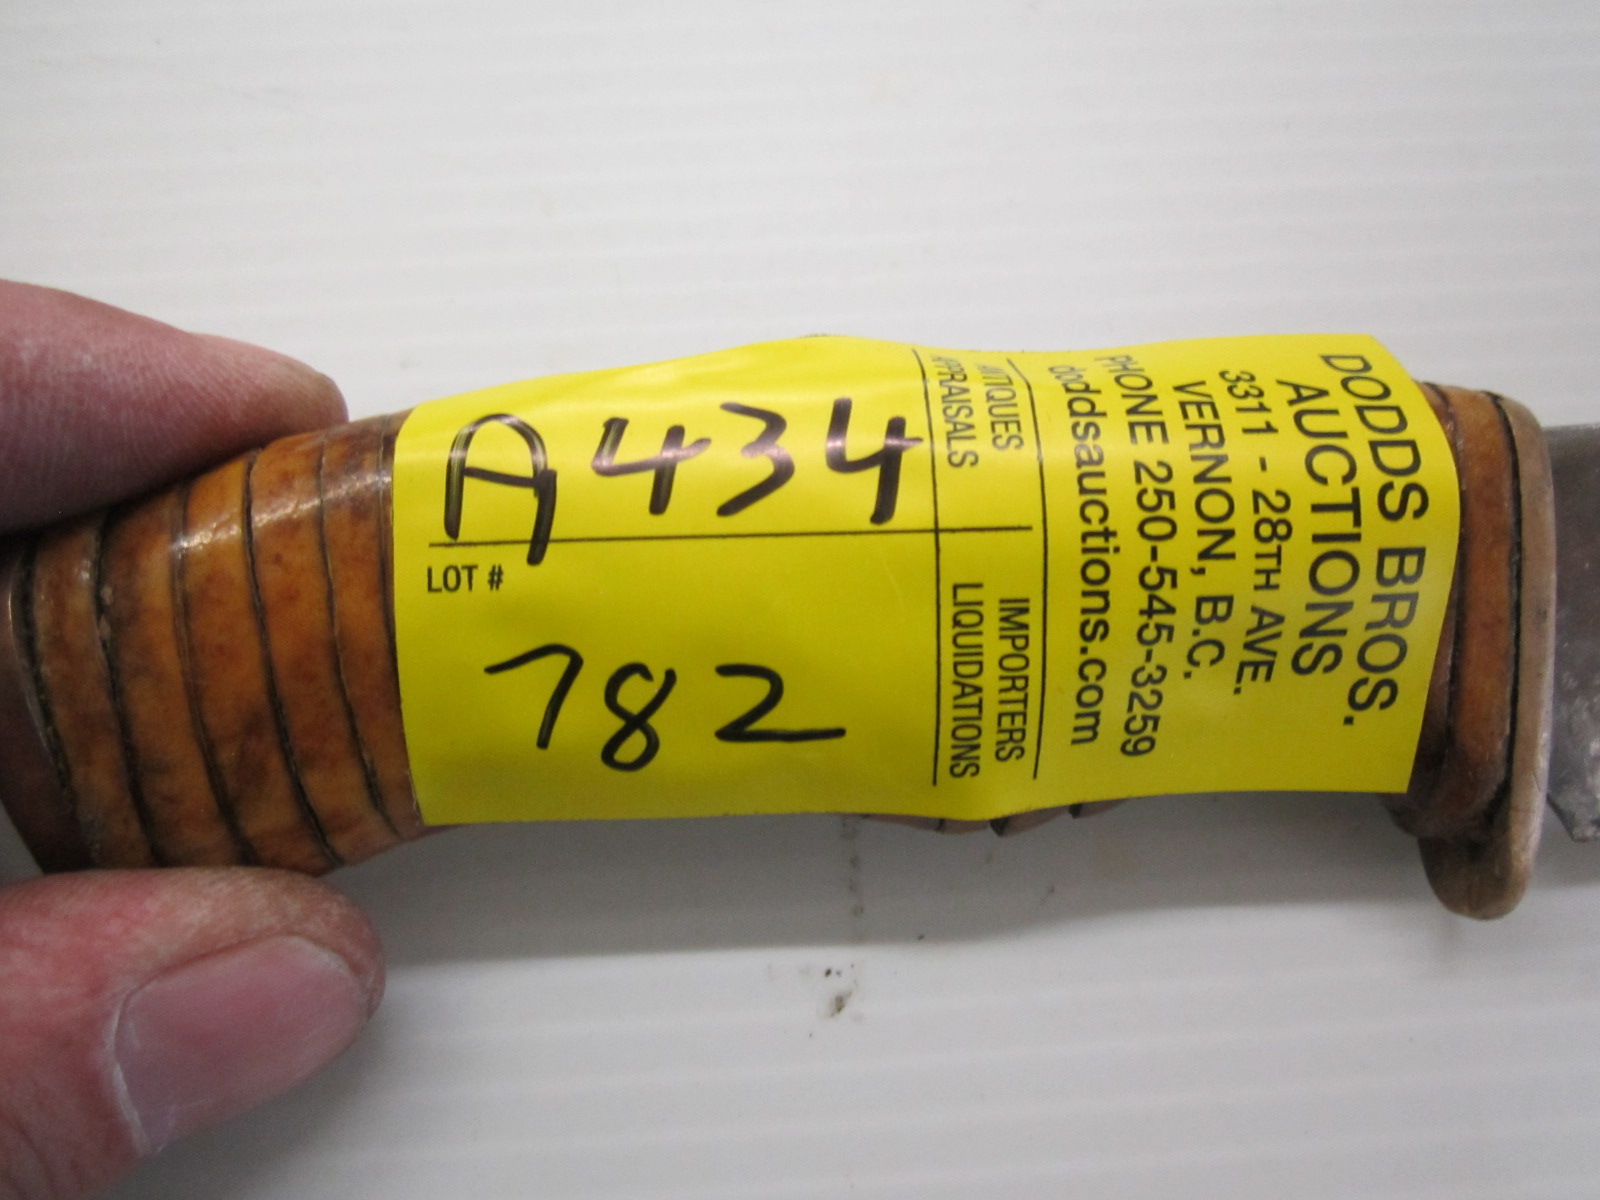 DODDS BROS.
AUCTIONS
3311 - 28TH AVE.
VERNON, B.C.
PHONE 250-545-3259
doddsauctions.com
IMPORTERS
APPRAISALS LIQUIDATIONS
A434
LOT #
782